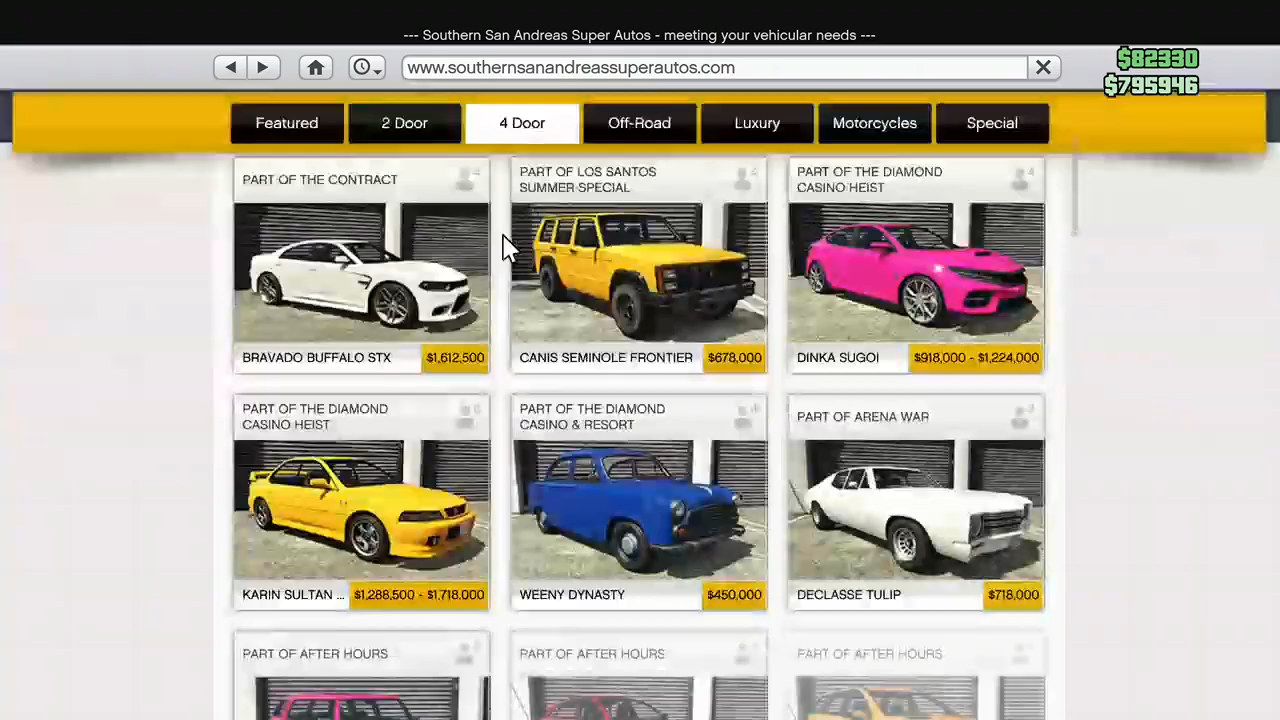 --- Southern San Andreas Super Autos - meeting your vehicular needs ---
www.southernsanandreassuperautos.com
$82330
$795946
Featured
2 Door
4 Door
Off-Road
Luxury
Motorcycles
Special
PART OF THE CONTRACT
4
BRAVADO BUFFALO STX
$1,612,500
PART OF LOS SANTOS
SUMMER SPECIAL
4
CANIS SEMINOLE FRONTIER
$678,000
PART OF THE DIAMOND
CASINO HEIST
4
DINKA SUGOI
$918,000 - $1,224,000
PART OF THE DIAMOND
CASINO HEIST
KARIN SULTAN ...
$1,288,500 - $1,718,000
PART OF THE DIAMOND
CASINO & RESORT
WEENY DYNASTY
$450,000
PART OF ARENA WAR
DECLASSE TULIP
$718,000
PART OF AFTER HOURS
PART OF AFTER HOURS
PART OF AFTER HOURS